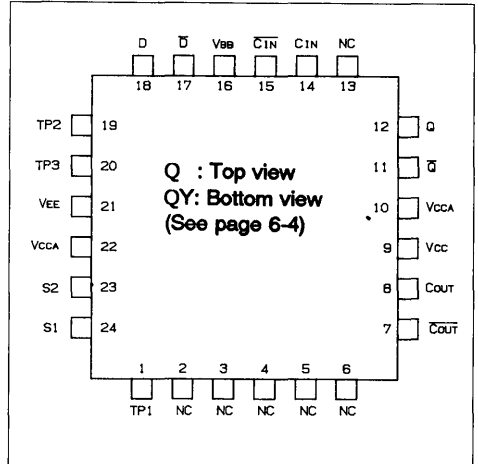 D D̅ VBB C̅I̅N̅ CIN NC
18 17 16 15 14 13
TP2 19 12 Q
TP3 20 11 Q̅
VEE 21 10 VCCA
VCCA 22 9 VCC
S2 23 8 COUT
S1 24 7 C̅O̅U̅T̅
Q : Top view
QY: Bottom view
(See page 6-4)
1 2 3 4 5 6
TP1 NC NC NC NC NC